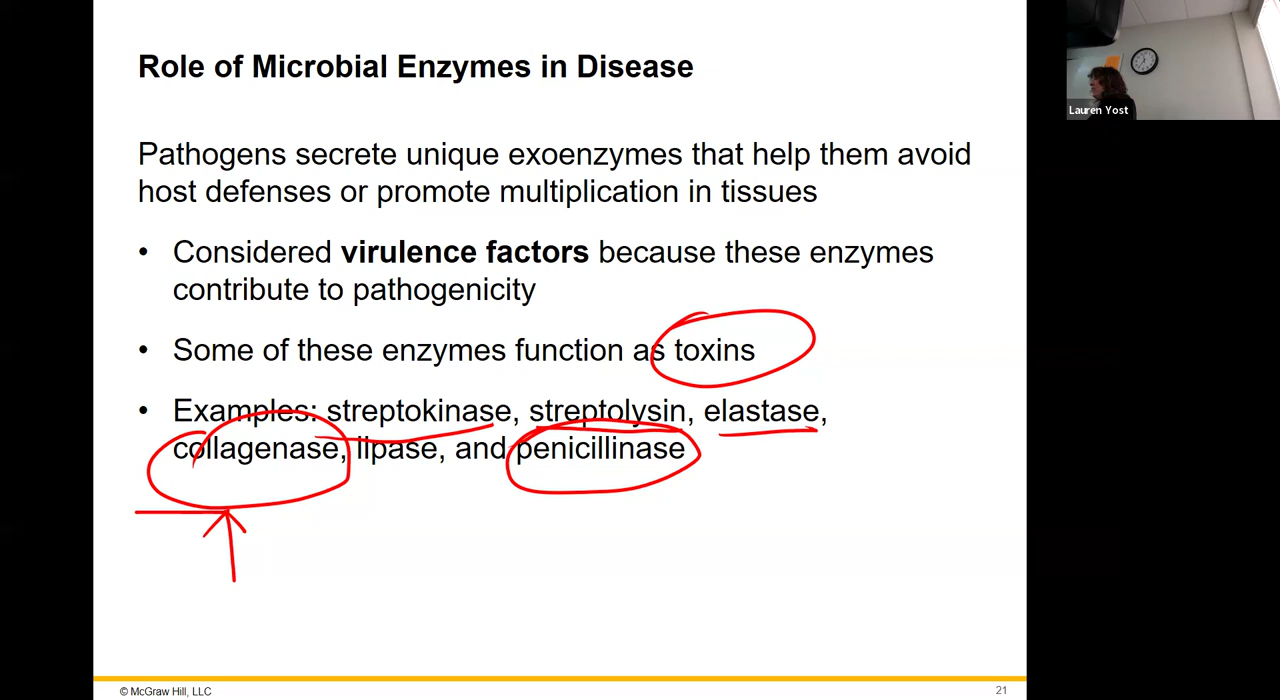 Role of Microbial Enzymes in Disease
Pathogens secrete unique exoenzymes that help them avoid
host defenses or promote multiplication in tissues
• Considered virulence factors because these enzymes
contribute to pathogenicity
• Some of these enzymes function as toxins
• Examples: streptokinase, streptolysin, elastase,
collagenase, lipase, and penicillinase
© McGraw Hill, LLC
21
Lauren Yost